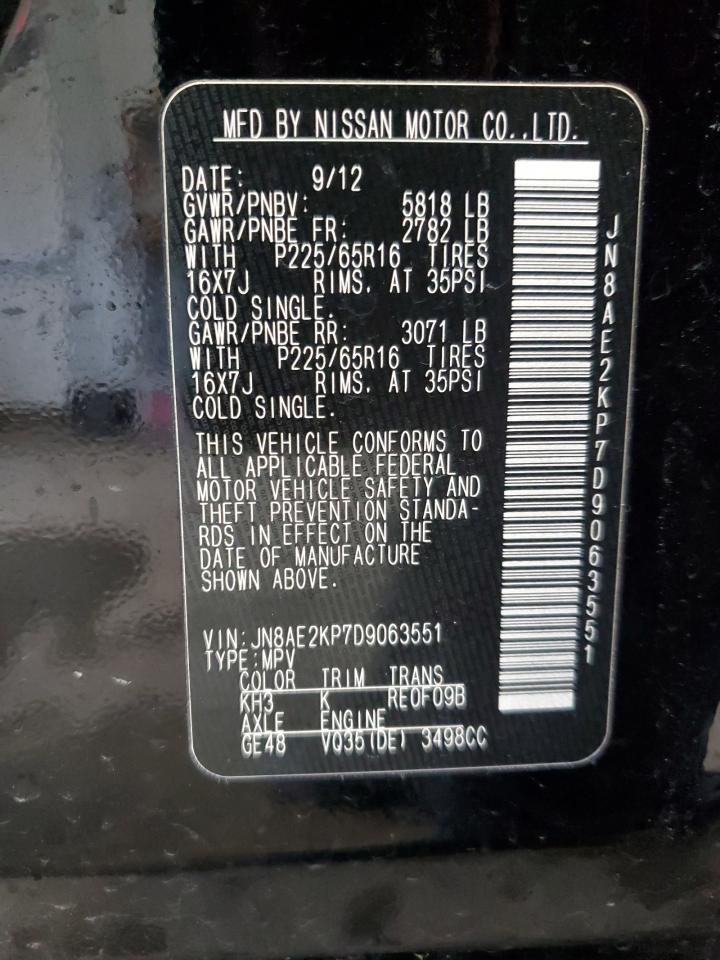 MFD BY NISSAN MOTOR CO.,LTD.
DATE: 9/12
GVWR/PNBV: 5818 LB
GAWR/PNBE FR: 2782 LB
WITH P225/65R16 TIRES
16X7J RIMS. AT 35PSI
COLD SINGLE.
GAWR/PNBE RR: 3071 LB
WITH P225/65R16 TIRES
16X7J RIMS. AT 35PSI
COLD SINGLE.
THIS VEHICLE CONFORMS TO
ALL APPLICABLE FEDERAL
MOTOR VEHICLE SAFETY AND
THEFT PREVENTION STANDA-
RDS IN EFFECT ON THE
DATE OF MANUFACTURE
SHOWN ABOVE.
VIN:JN8AE2KP7D9063551
TYPE:MPV
COLOR TRIM TRANS
KH3 K RE0F09B
AXLE ENGINE
GE48 VQ35(DE) 3498CC
JN8AE2KP7D9063551